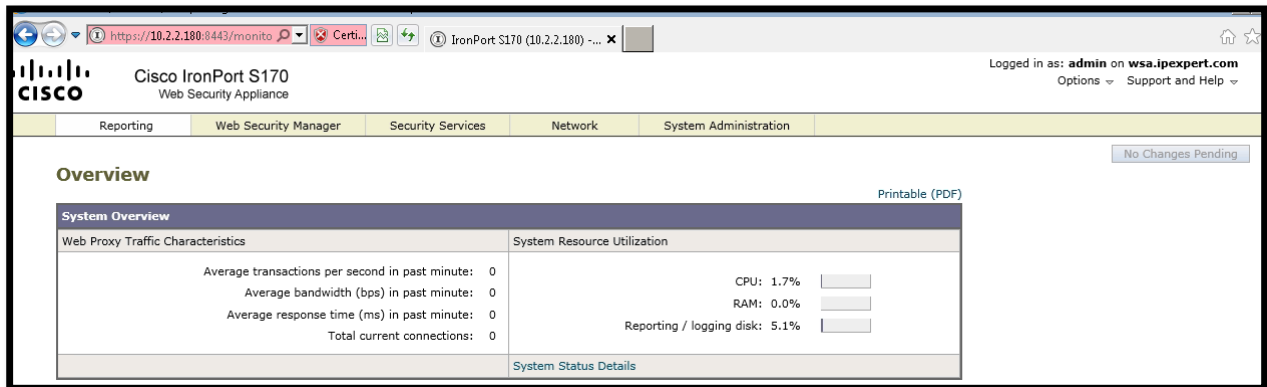 https://10.2.2.180:8443/monito
Certi...
IronPort S170 (10.2.2.180) -...
CISCO
Cisco IronPort S170
Web Security Appliance
Logged in as: admin on wsa.ipexpert.com
Options Support and Help
Reporting Web Security Manager Security Services Network System Administration
No Changes Pending
Overview
Printable (PDF)
System Overview
Web Proxy Traffic Characteristics
Average transactions per second in past minute: 0
Average bandwidth (bps) in past minute: 0
Average response time (ms) in past minute: 0
Total current connections: 0
System Resource Utilization
CPU: 1.7%
RAM: 0.0%
Reporting / logging disk: 5.1%
System Status Details